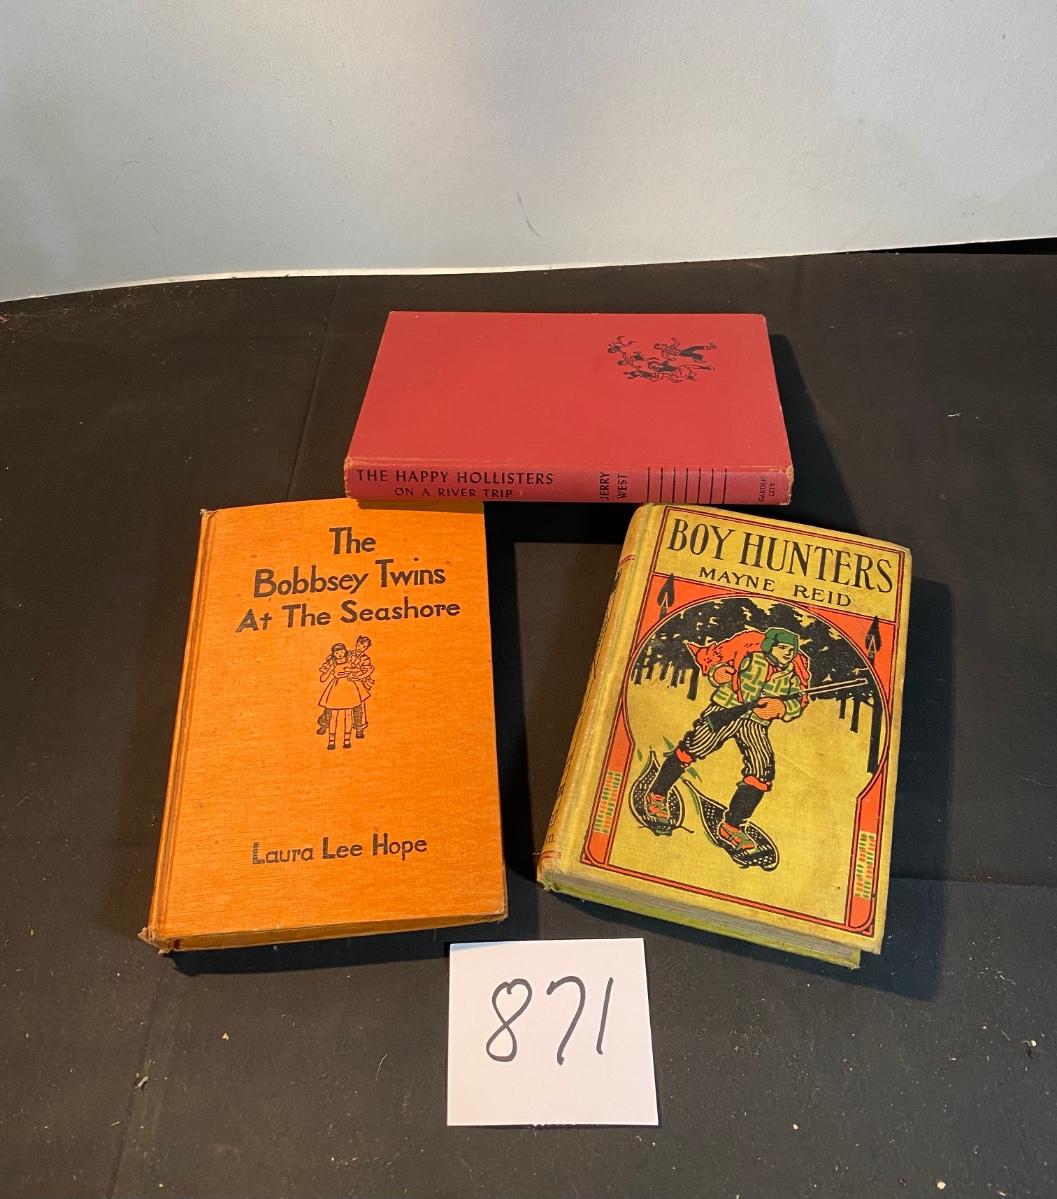 THE HAPPY HOLLISTERS
ON A RIVER TRIP
JERRY
WEST
GARDEN
CITY
The
Bobbsey Twins
At The Seashore
Laura Lee Hope
BOY HUNTERS
MAYNE REID
871